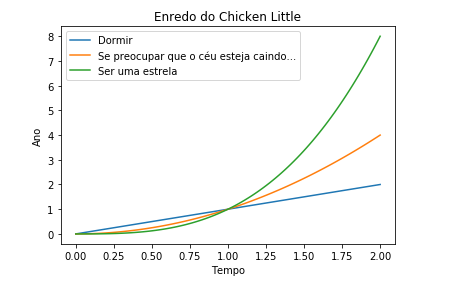 Enredo do Chicken Little
Dormir
Se preocupar que o céu esteja caindo...
Ser uma estrela
8
7
6
5
4
3
2
1
0
Ano
0.00 0.25 0.50 0.75 1.00 1.25 1.50 1.75 2.00
Tempo